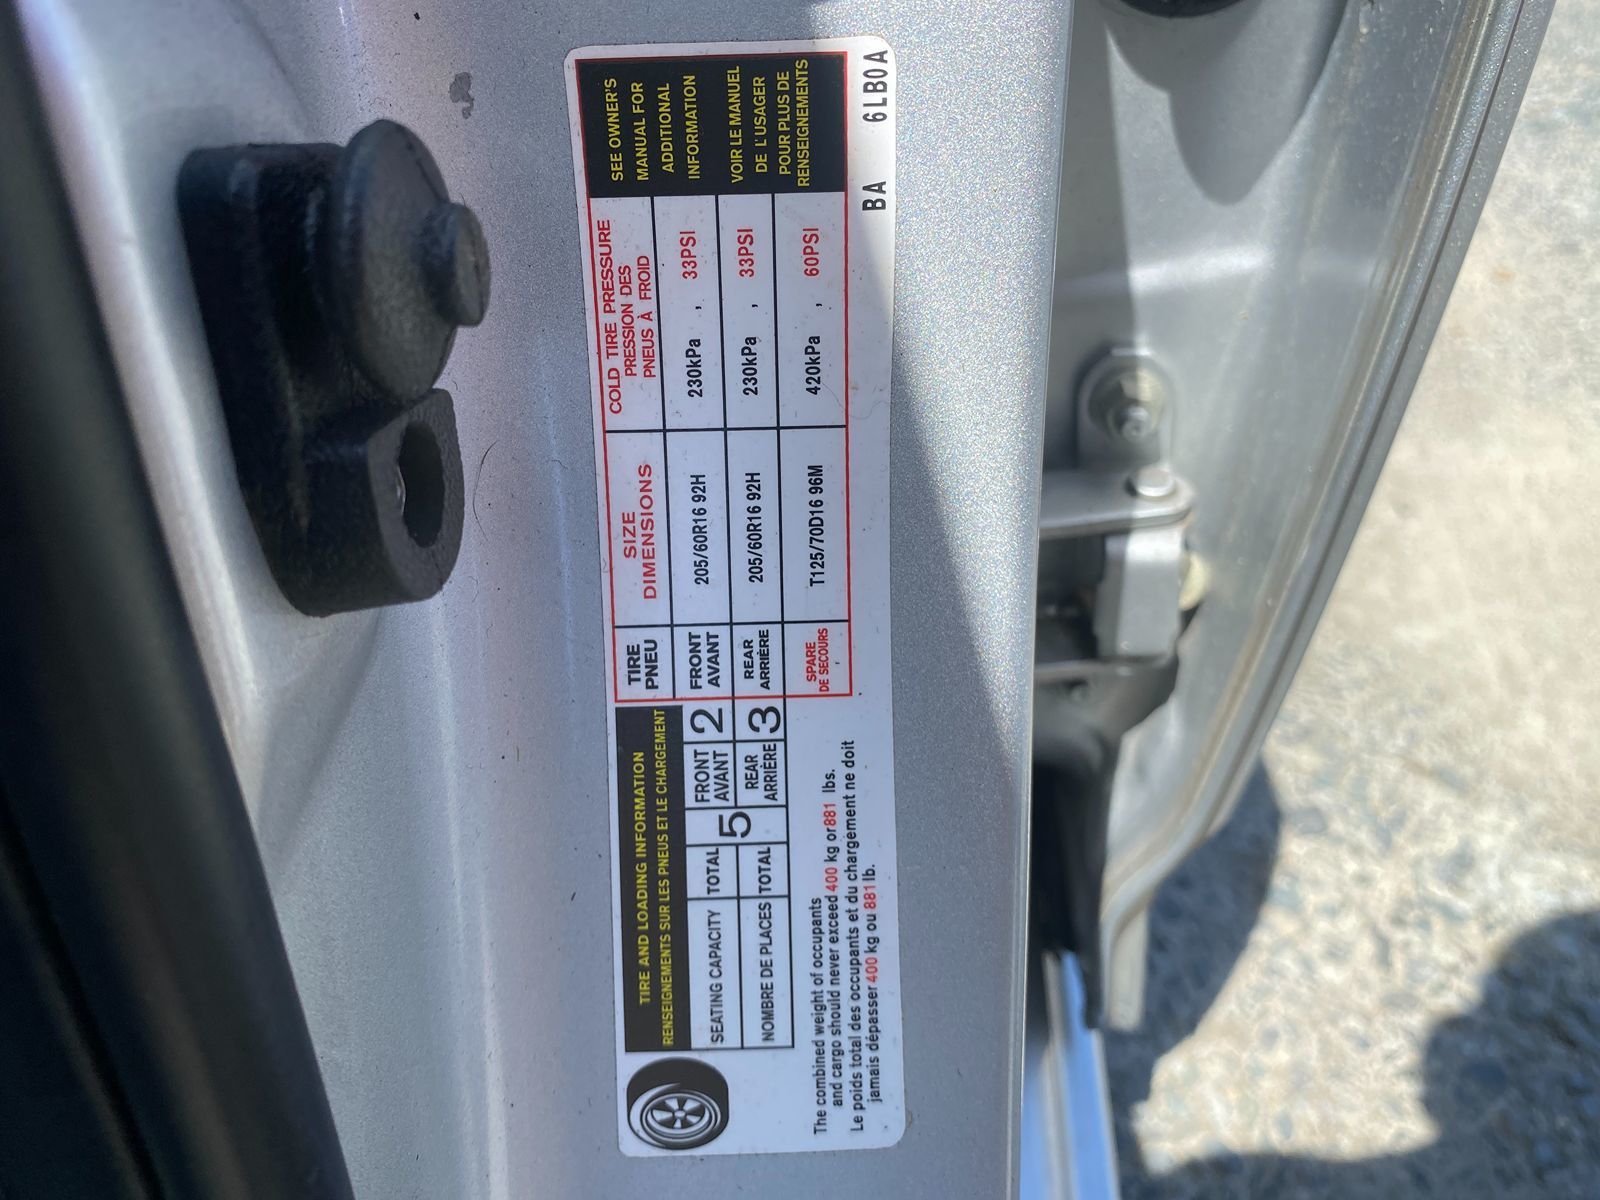 TIRE AND LOADING INFORMATION
RENSEIGNEMENTS SUR LES PNEUS ET LE CHARGEMENT
SEATING CAPACITY TOTAL 5 FRONT AVANT 2
NOMBRE DE PLACES TOTAL REAR ARRIÈRE 3
The combined weight of occupants
and cargo should never exceed 400 kg or 881 lbs.
Le poids total des occupants et du chargement ne doit
jamais dépasser 400 kg ou 881 lb.
TIRE
PNEU
SIZE
DIMENSIONS
COLD TIRE PRESSURE
PRESSION DES
PNEUS À FROID
FRONT
AVANT
205/60R16 92H
230kPa , 33PSI
REAR
ARRIÈRE
205/60R16 92H
230kPa , 33PSI
SPARE
DE SECOURS
T125/70D16 96M
420kPa , 60PSI
SEE OWNER'S
MANUAL FOR
ADDITIONAL
INFORMATION
VOIR LE MANUEL
DE L'USAGER
POUR PLUS DE
RENSEIGNEMENTS
BA 6LB0A